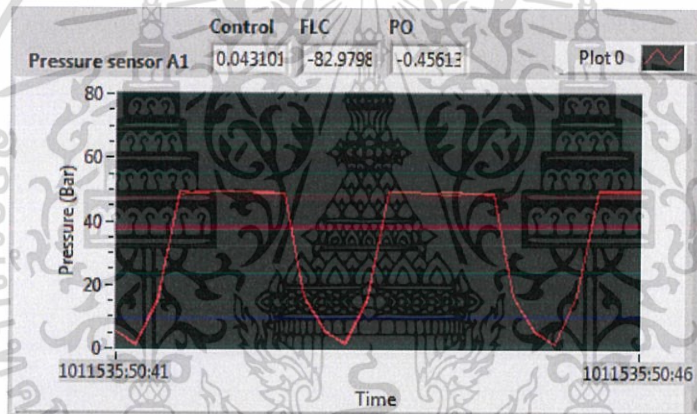 Control FLC PO
Pressure sensor A1 0.043101 -82.9798 -0.45613 Plot 0
80
60
40
20
0
Pressure (Bar)
1011535:50:41 1011535:50:46
Time